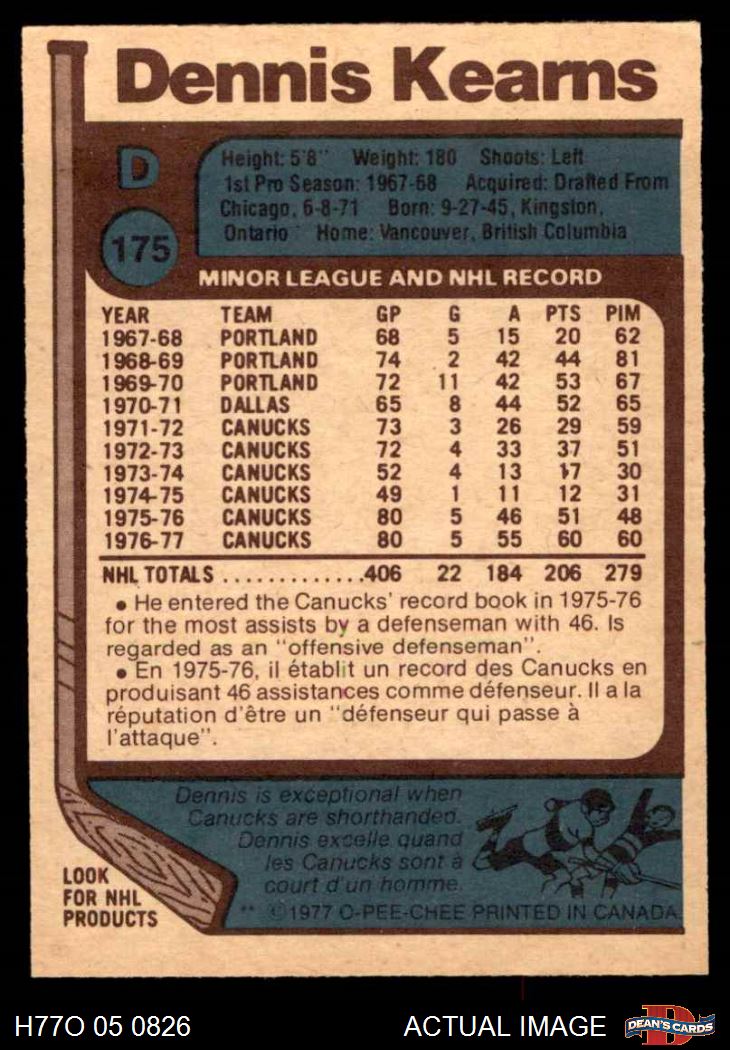 Dennis Kearns
D
175
Height: 5'8" Weight: 180 Shoots: Left
1st Pro Season: 1967-68 Acquired: Drafted From
Chicago, 6-8-71 Born: 9-27-45, Kingston,
Ontario Home: Vancouver, British Columbia
MINOR LEAGUE AND NHL RECORD
YEAR TEAM GP G A PTS PIM
1967-68 PORTLAND 68 5 15 20 62
1968-69 PORTLAND 74 2 42 44 81
1969-70 PORTLAND 72 11 42 53 67
1970-71 DALLAS 65 8 44 52 65
1971-72 CANUCKS 73 3 26 29 59
1972-73 CANUCKS 72 4 33 37 51
1973-74 CANUCKS 52 4 13 17 30
1974-75 CANUCKS 49 1 11 12 31
1975-76 CANUCKS 80 5 46 51 48
1976-77 CANUCKS 80 5 55 60 60
NHL TOTALS .............406 22 184 206 279
• He entered the Canucks' record book in 1975-76
for the most assists by a defenseman with 46. Is
regarded as an "offensive defenseman".
• En 1975-76, il établit un record des Canucks en
produisant 46 assistances comme défenseur. Il a la
réputation d'être un "défenseur qui passe à
l'attaque".
Dennis is exceptional when
Canucks are shorthanded.
Dennis excelle quand
les Canucks sont à
court d'un homme.
LOOK
FOR NHL
PRODUCTS
** ©1977 O-PEE-CHEE PRINTED IN CANADA.
H77O 05 0826 ACTUAL IMAGE
D
DEAN'S CARDS